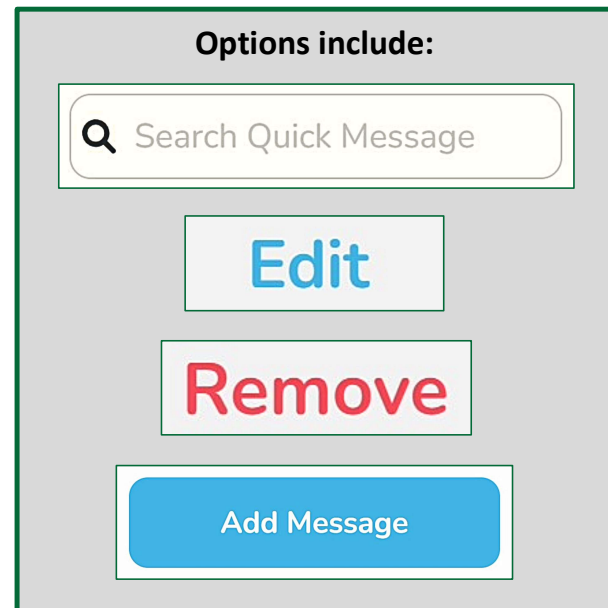 Options include:
Search Quick Message
Edit
Remove
Add Message